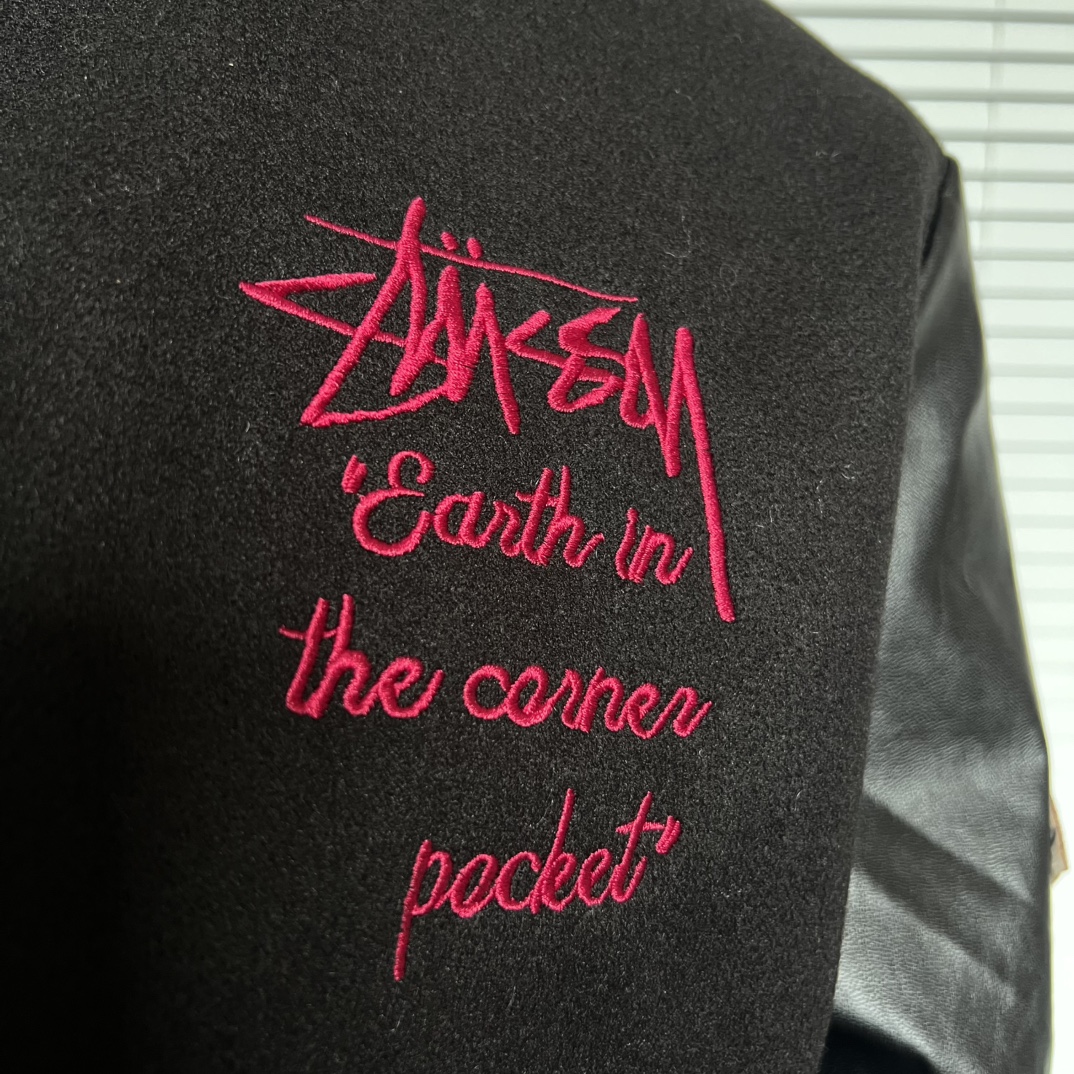 Stüssy
"Earth in
the corner
pocket"